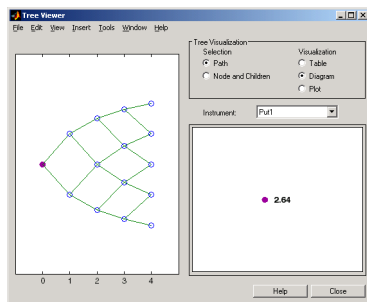 Tree Viewer
File Edit View Insert Tools Window Help
Tree Visualization
Selection
Path
Node and Children
Visualization
Table
Diagram
Plot
Instrument:
Put1
2.64
0 1 2 3 4
Help
Close